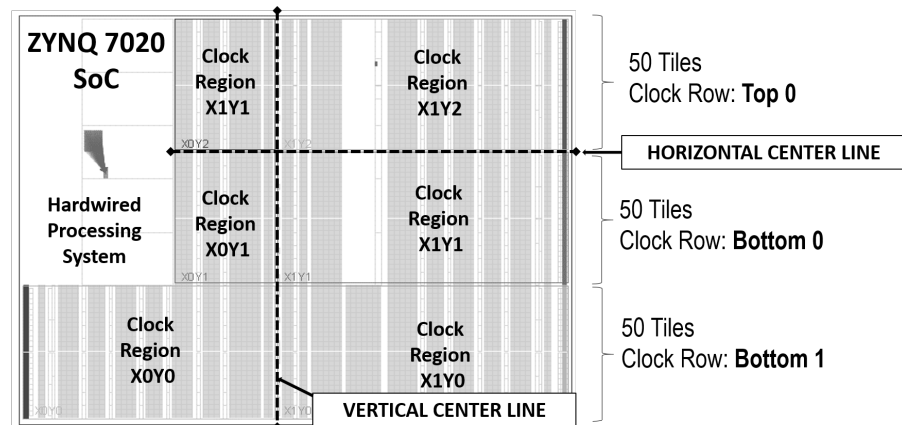 ZYNQ 7020
SoC
Clock
Region
X1Y1
Clock
Region
X1Y2
50 Tiles
Clock Row: Top 0
X0Y2
X1Y2
HORIZONTAL CENTER LINE
Hardwired
Processing
System
Clock
Region
X0Y1
Clock
Region
X1Y1
50 Tiles
Clock Row: Bottom 0
X0Y1
X1Y1
Clock
Region
X0Y0
Clock
Region
X1Y0
50 Tiles
Clock Row: Bottom 1
X0Y0
X1Y0
VERTICAL CENTER LINE